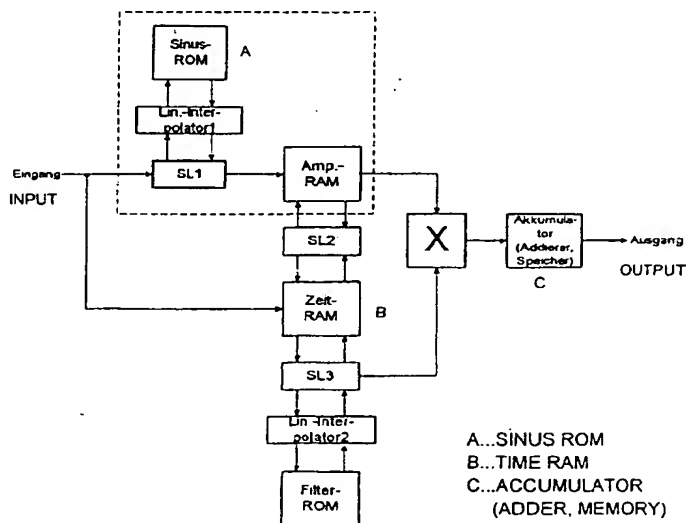 Sinus-
ROM
A
Lin.-Inter-
polator1
Eingang
INPUT
SL1
Amp.-
RAM
SL2
X
Akkumula-
tor
(Addierer,
Speicher)
C
Ausgang
OUTPUT
Zeit-
RAM
B
SL3
Lin.-Inter-
polator2
Filter-
ROM
A...SINUS ROM
B...TIME RAM
C...ACCUMULATOR
(ADDER, MEMORY)